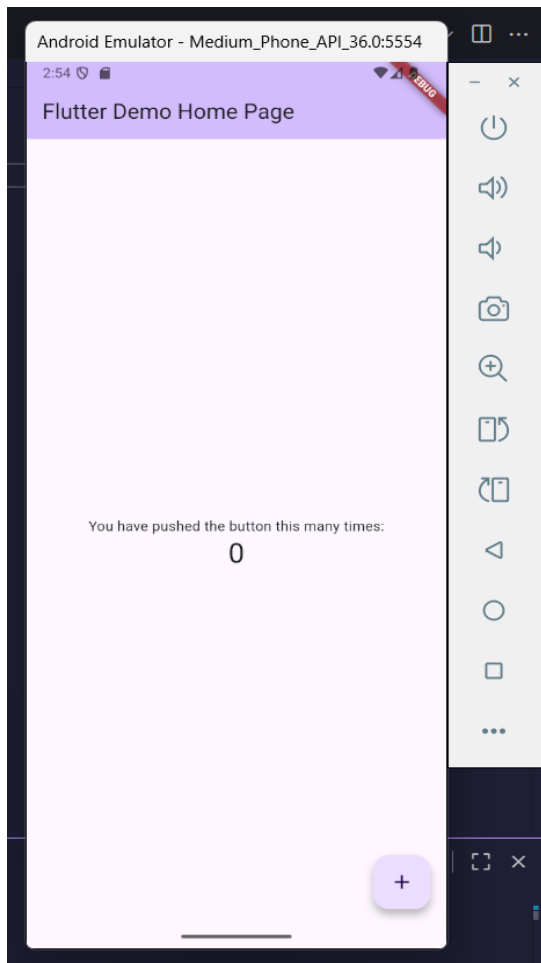 Android Emulator - Medium_Phone_API_36.0:5554
2:54
Flutter Demo Home Page
You have pushed the button this many times:
0